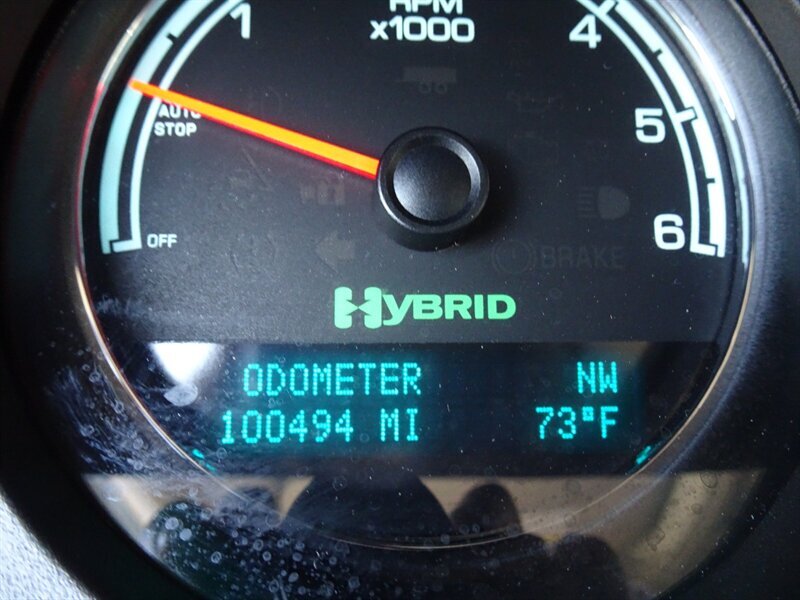 RPM
x1000
1
4
5
6
AUTO
STOP
OFF
BRAKE
HYBRID
ODOMETER NW
100494 MI 73°F